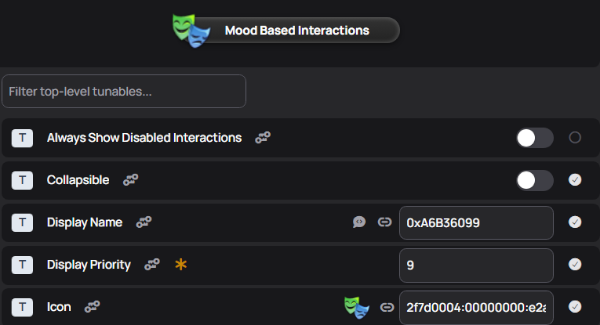 Mood Based Interactions
Filter top-level tunables...
T Always Show Disabled Interactions
T Collapsible
T Display Name 0xA6B36099
T Display Priority * 9
T Icon 2f7d0004:00000000:e2a